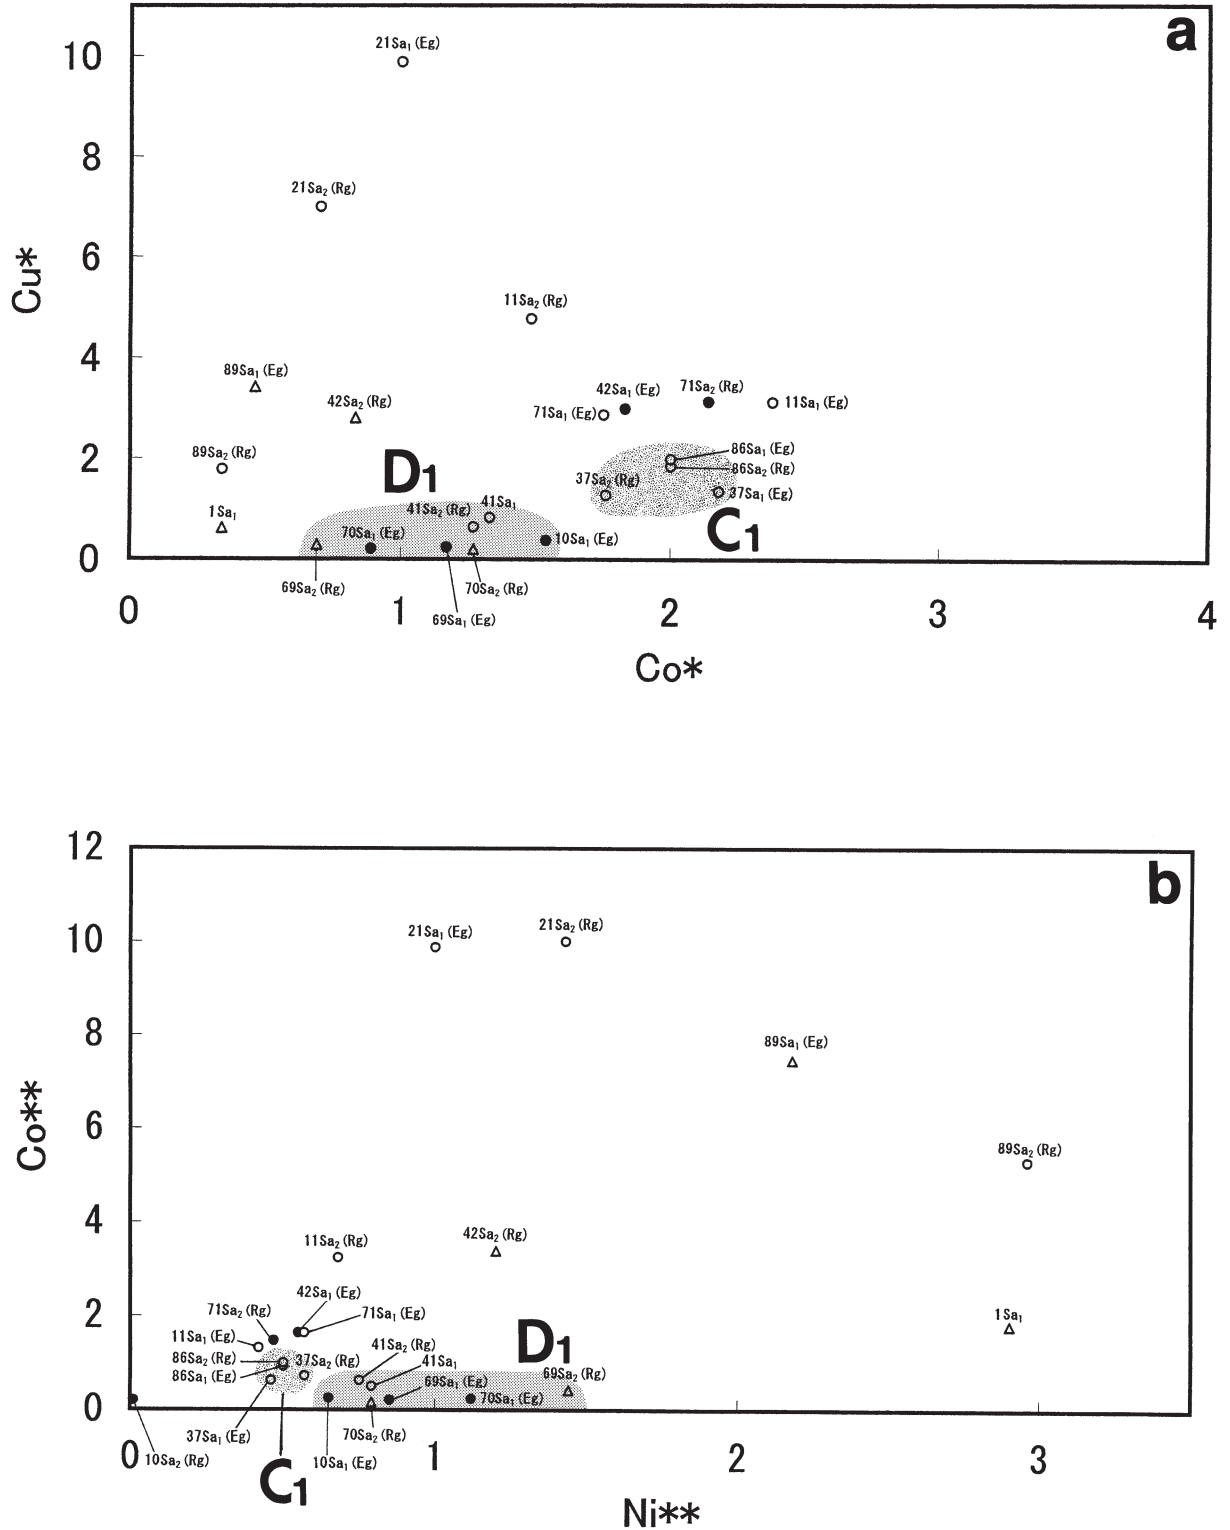 a
10
8
6
4
2
0
Cu*
21Sa₁(Eg)
21Sa₂(Rg)
11Sa₂(Rg)
89Sa₁(Eg)
42Sa₂(Rg)
42Sa₁(Eg)
71Sa₂(Rg)
71Sa₁(Eg)
11Sa₁(Eg)
89Sa₂(Rg)
D1
86Sa₁(Eg)
86Sa₂(Rg)
37Sa₂(Rg)
37Sa₁(Eg)
1Sa₁
41Sa₂(Rg)
41Sa₁
C1
70Sa₁(Eg)
10Sa₁(Eg)
69Sa₂(Rg)
70Sa₂(Rg)
69Sa₁(Eg)
0 1 2 3 4
Co*
b
12
10
8
6
4
2
0
Co**
21Sa₁(Eg)
21Sa₂(Rg)
89Sa₁(Eg)
89Sa₂(Rg)
11Sa₂(Rg)
42Sa₂(Rg)
42Sa₁(Eg)
71Sa₂(Rg)
71Sa₁(Eg)
1Sa₁
11Sa₁(Eg)
41Sa₂(Rg)
D1
86Sa₂(Rg)
37Sa₂(Rg)
41Sa₁
86Sa₁(Eg)
69Sa₁(Eg)
69Sa₂(Rg)
70Sa₁(Eg)
37Sa₁(Eg)
70Sa₂(Rg)
10Sa₂(Rg)
10Sa₁(Eg)
C1
0 1 2 3
Ni**